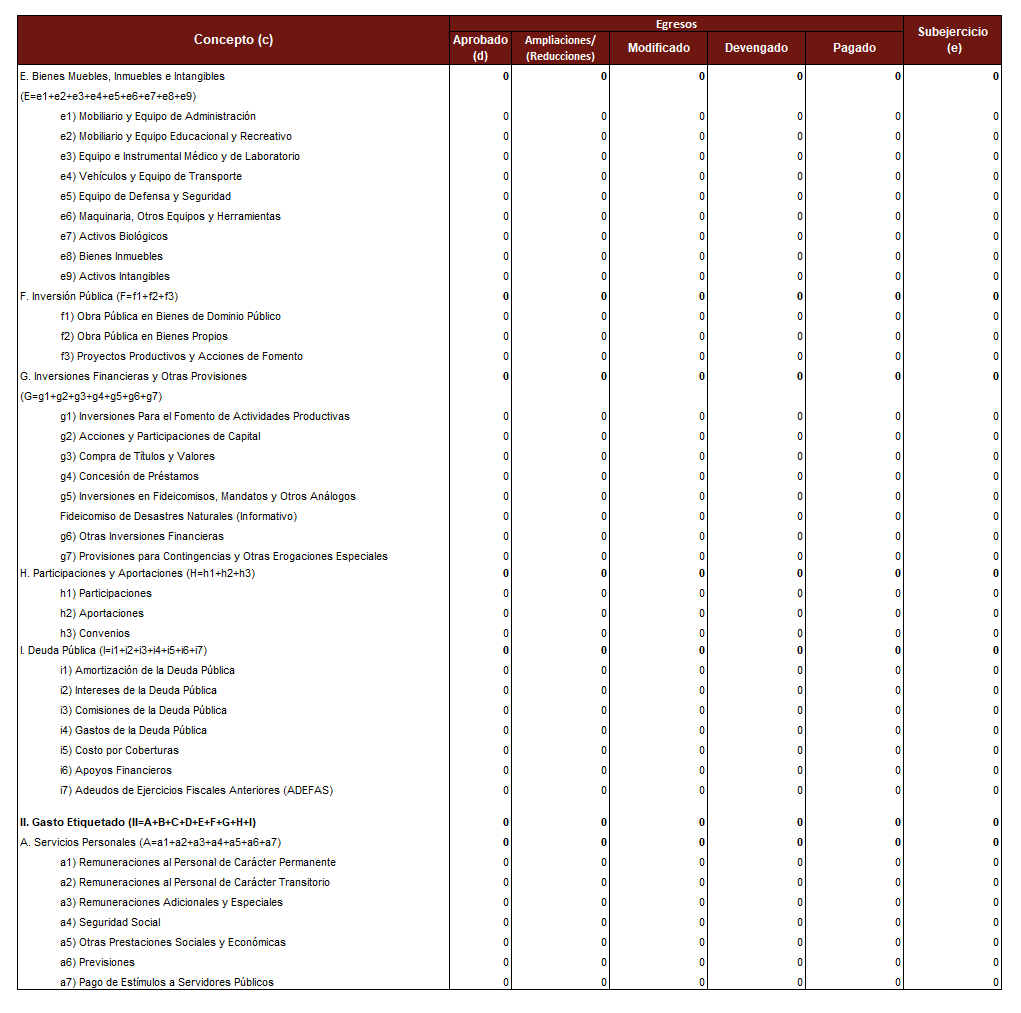 Concepto (c) Egresos Subejercicio (e)
Aprobado (d) Ampliaciones/ (Reducciones) Modificado Devengado Pagado
E. Bienes Muebles, Inmuebles e Intangibles 0 0 0 0 0 0
(E=e1+e2+e3+e4+e5+e6+e7+e8+e9)
e1) Mobiliario y Equipo de Administración 0 0 0 0 0 0
e2) Mobiliario y Equipo Educacional y Recreativo 0 0 0 0 0 0
e3) Equipo e Instrumental Médico y de Laboratorio 0 0 0 0 0 0
e4) Vehículos y Equipo de Transporte 0 0 0 0 0 0
e5) Equipo de Defensa y Seguridad 0 0 0 0 0 0
e6) Maquinaria, Otros Equipos y Herramientas 0 0 0 0 0 0
e7) Activos Biológicos 0 0 0 0 0 0
e8) Bienes Inmuebles 0 0 0 0 0 0
e9) Activos Intangibles 0 0 0 0 0 0
F. Inversión Pública (F=f1+f2+f3) 0 0 0 0 0 0
f1) Obra Pública en Bienes de Dominio Público 0 0 0 0 0 0
f2) Obra Pública en Bienes Propios 0 0 0 0 0 0
f3) Proyectos Productivos y Acciones de Fomento 0 0 0 0 0 0
G. Inversiones Financieras y Otras Provisiones 0 0 0 0 0 0
(G=g1+g2+g3+g4+g5+g6+g7)
g1) Inversiones Para el Fomento de Actividades Productivas 0 0 0 0 0 0
g2) Acciones y Participaciones de Capital 0 0 0 0 0 0
g3) Compra de Títulos y Valores 0 0 0 0 0 0
g4) Concesión de Préstamos 0 0 0 0 0 0
g5) Inversiones en Fideicomisos, Mandatos y Otros Análogos 0 0 0 0 0 0
Fideicomiso de Desastres Naturales (Informativo) 0 0 0 0 0 0
g6) Otras Inversiones Financieras 0 0 0 0 0 0
g7) Provisiones para Contingencias y Otras Erogaciones Especiales 0 0 0 0 0 0
H. Participaciones y Aportaciones (H=h1+h2+h3) 0 0 0 0 0 0
h1) Participaciones 0 0 0 0 0 0
h2) Aportaciones 0 0 0 0 0 0
h3) Convenios 0 0 0 0 0 0
I. Deuda Pública (I=i1+i2+i3+i4+i5+i6+i7) 0 0 0 0 0 0
i1) Amortización de la Deuda Pública 0 0 0 0 0 0
i2) Intereses de la Deuda Pública 0 0 0 0 0 0
i3) Comisiones de la Deuda Pública 0 0 0 0 0 0
i4) Gastos de la Deuda Pública 0 0 0 0 0 0
i5) Costo por Coberturas 0 0 0 0 0 0
i6) Apoyos Financieros 0 0 0 0 0 0
i7) Adeudos de Ejercicios Fiscales Anteriores (ADEFAS) 0 0 0 0 0 0
II. Gasto Etiquetado (II=A+B+C+D+E+F+G+H+I) 0 0 0 0 0 0
A. Servicios Personales (A=a1+a2+a3+a4+a5+a6+a7) 0 0 0 0 0 0
a1) Remuneraciones al Personal de Carácter Permanente 0 0 0 0 0 0
a2) Remuneraciones al Personal de Carácter Transitorio 0 0 0 0 0 0
a3) Remuneraciones Adicionales y Especiales 0 0 0 0 0 0
a4) Seguridad Social 0 0 0 0 0 0
a5) Otras Prestaciones Sociales y Económicas 0 0 0 0 0 0
a6) Previsiones 0 0 0 0 0 0
a7) Pago de Estímulos a Servidores Públicos 0 0 0 0 0 0